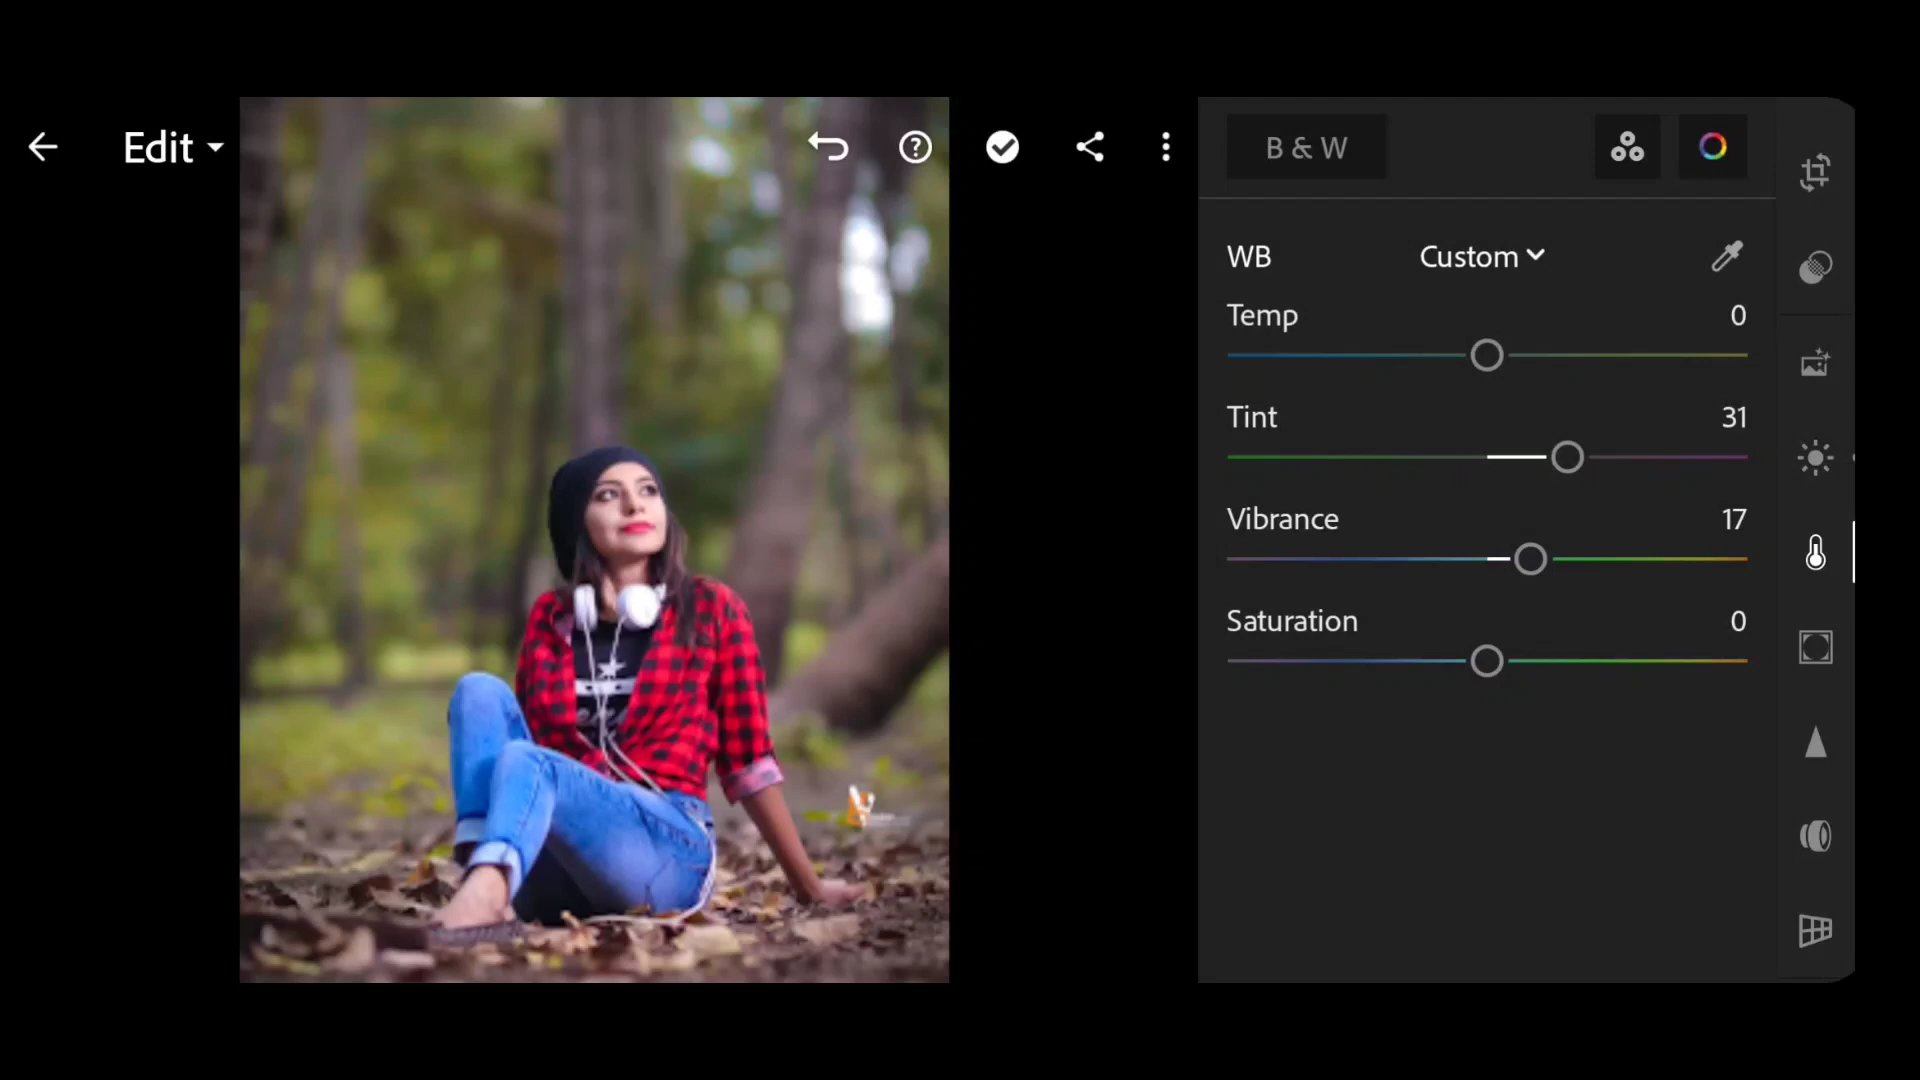 Edit
B & W
WB Custom
Temp 0
Tint 31
Vibrance 17
Saturation 0